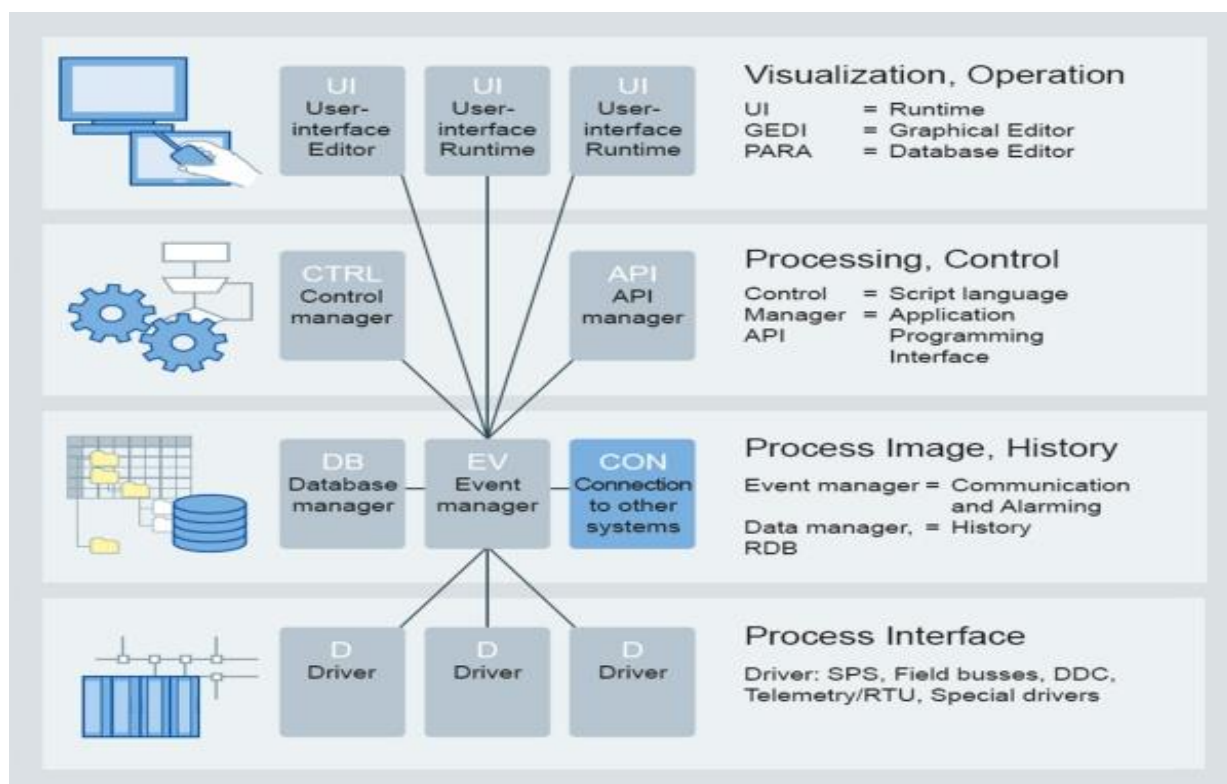 UI
User-
interface
Editor
UI
User-
interface
Runtime
UI
User-
interface
Runtime
Visualization, Operation
UI = Runtime
GEDI = Graphical Editor
PARA = Database Editor
CTRL
Control
manager
API
API
manager
Processing, Control
Control = Script language
Manager = Application
API Programming
Interface
DB
Database
manager
EV
Event
manager
CON
Connection
to other
systems
Process Image, History
Event manager = Communication
and Alarming
Data manager, = History
RDB
D
Driver
D
Driver
D
Driver
Process Interface
Driver: SPS, Field busses, DDC,
Telemetry/RTU, Special drivers